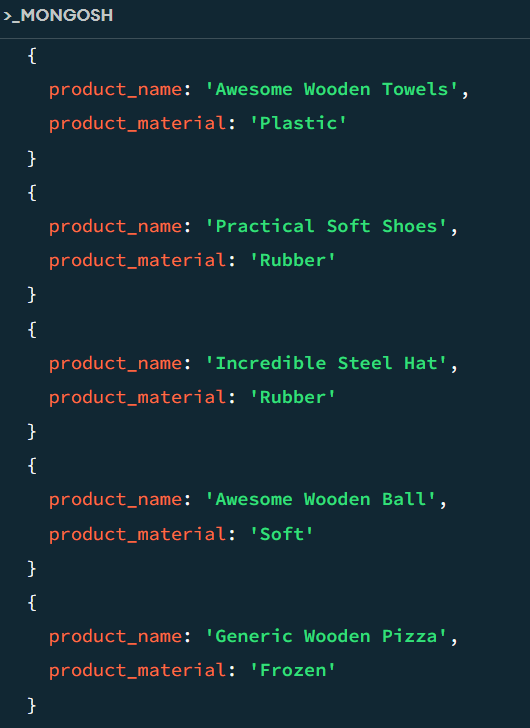 >_MONGOSH
{
product_name: 'Awesome Wooden Towels',
product_material: 'Plastic'
}
{
product_name: 'Practical Soft Shoes',
product_material: 'Rubber'
}
{
product_name: 'Incredible Steel Hat',
product_material: 'Rubber'
}
{
product_name: 'Awesome Wooden Ball',
product_material: 'Soft'
}
{
product_name: 'Generic Wooden Pizza',
product_material: 'Frozen'
}